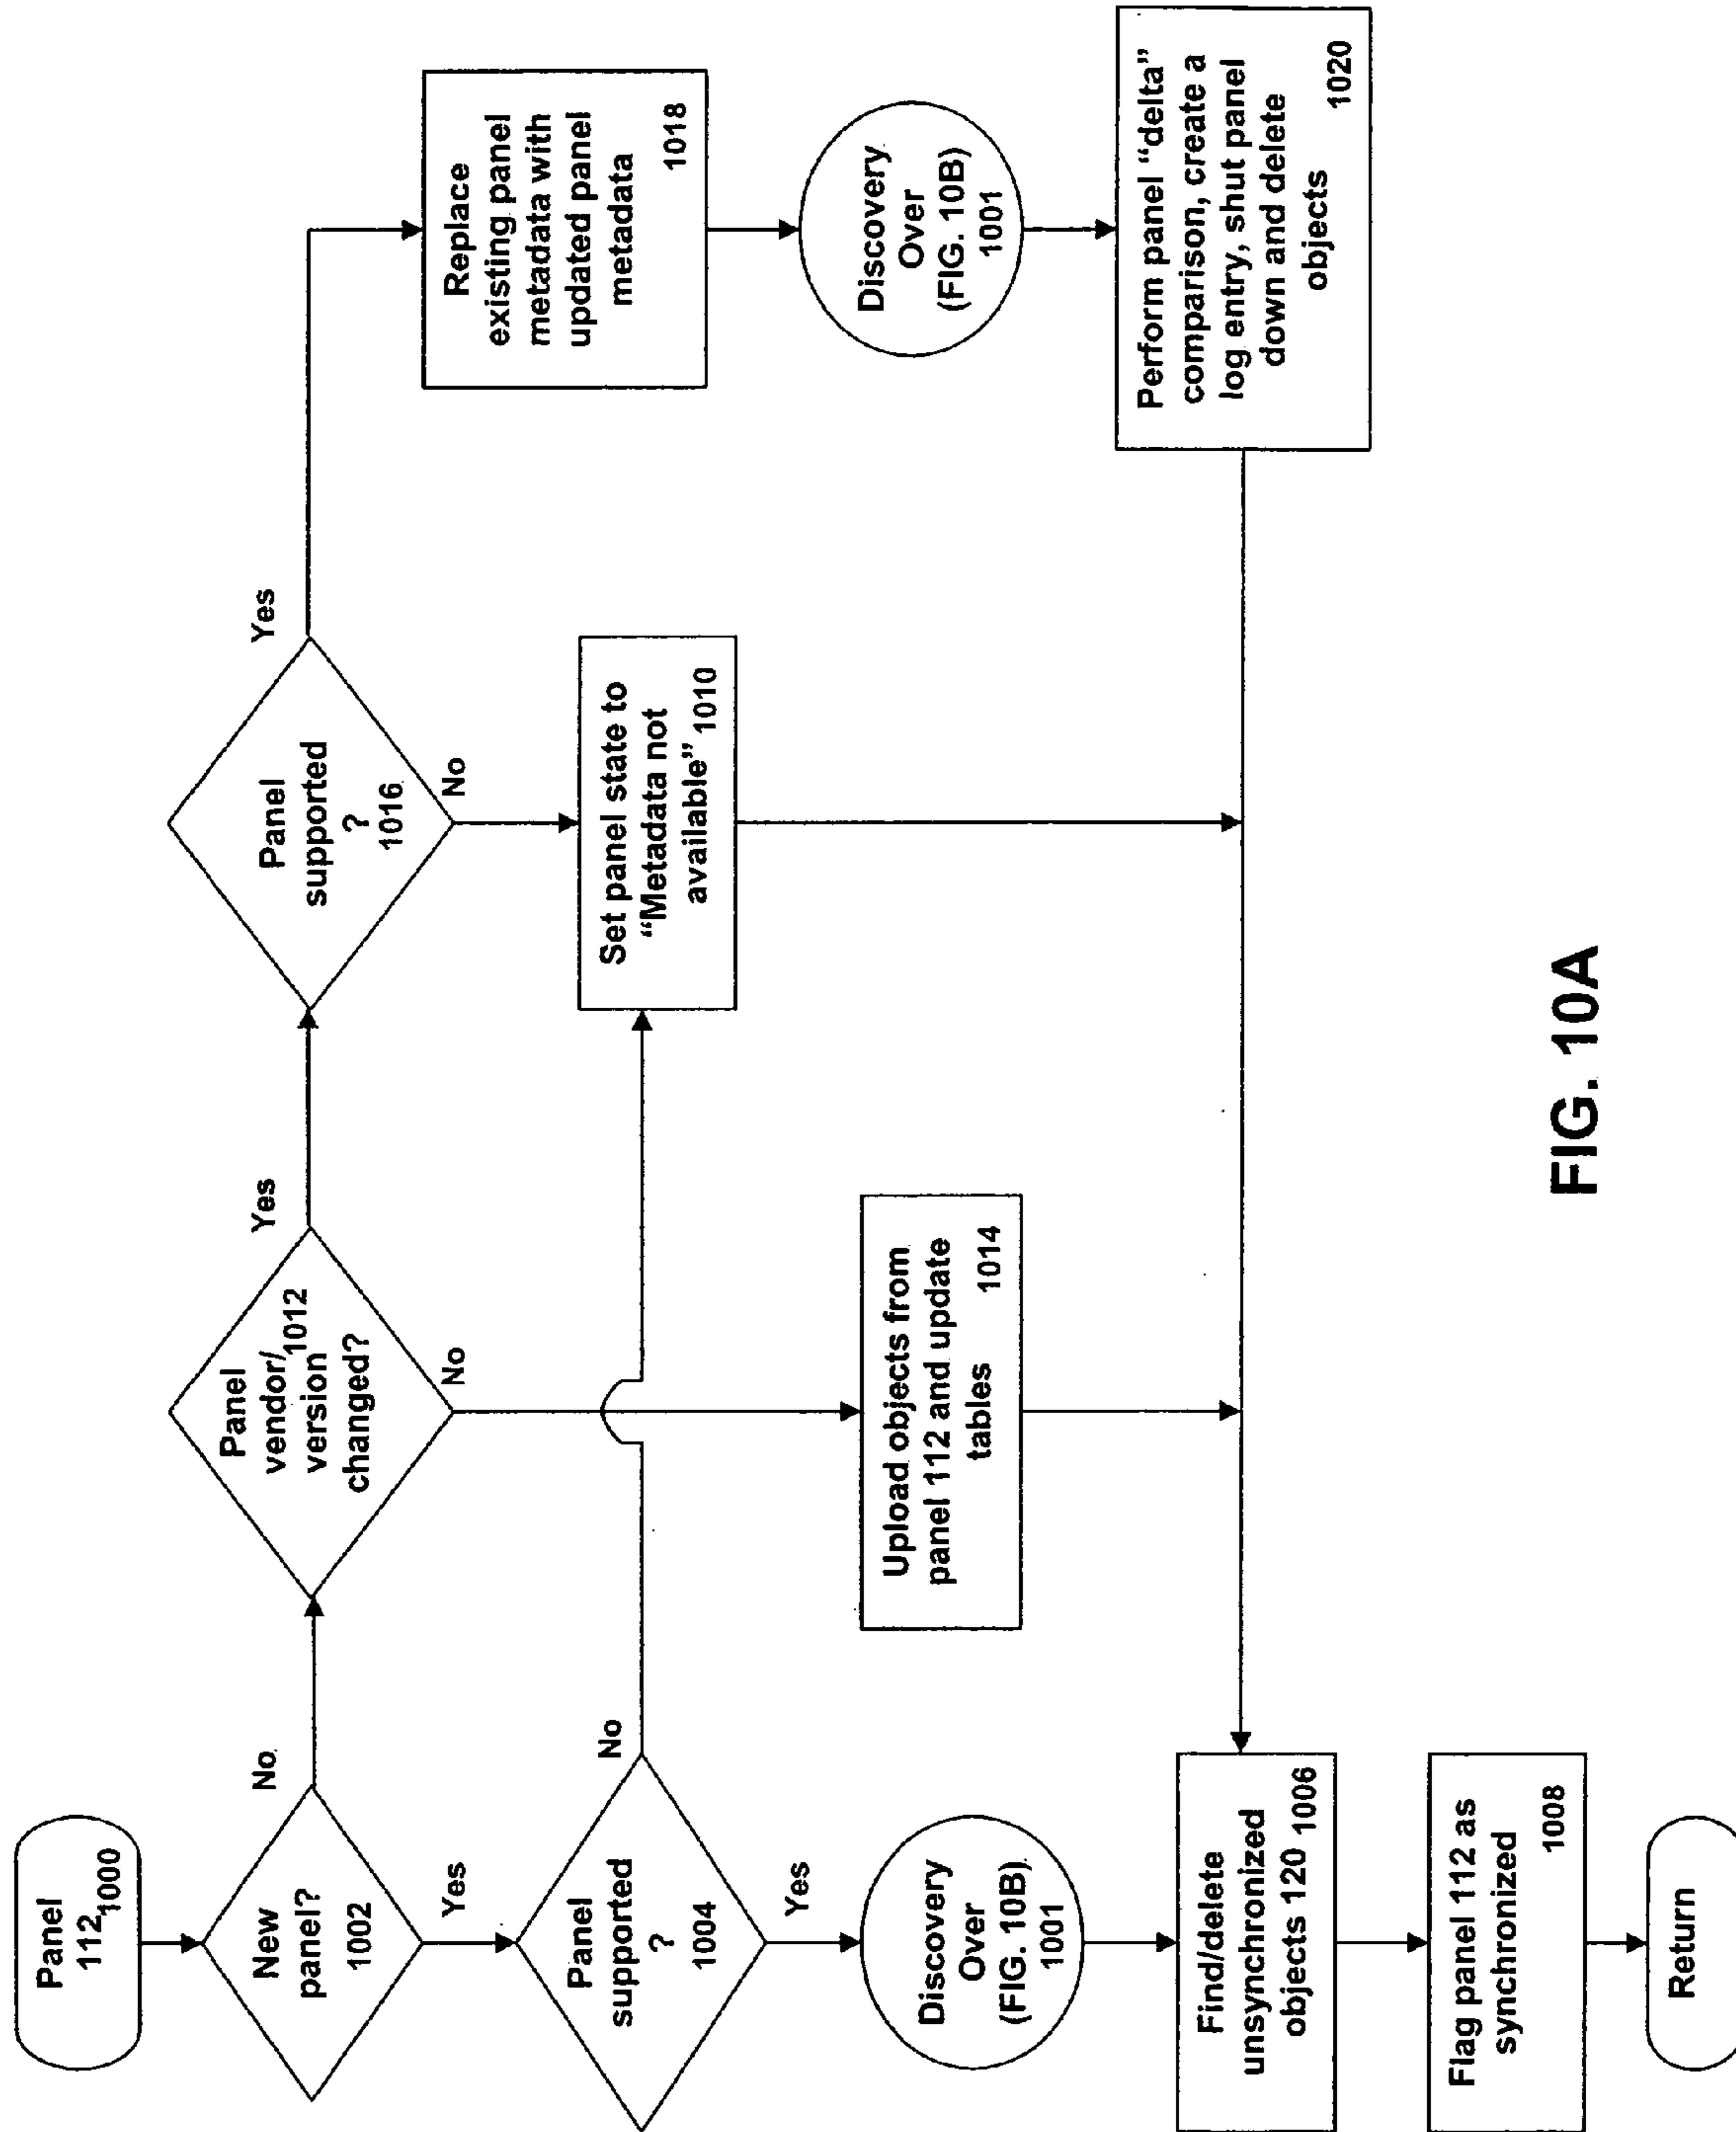 Panel
112 1000
New
panel?
1002
No
Yes
Panel
vendor/
1012
version
changed?
Yes
No
Panel
supported
?
1016
Yes
No
Replace
existing panel
metadata with
updated panel
metadata
1018
Panel
supported
?
1004
No
Yes
Set panel state to
“Metadata not
available” 1010
Discovery
Over
(FIG. 10B)
1001
Upload objects from
panel 112 and update
tables
1014
Discovery
Over
(FIG. 10B)
1001
Find/delete
unsynchronized
objects 120 1006
Perform panel “delta”
comparison, create a
log entry, shut panel
down and delete
objects
1020
Flag panel 112 as
synchronized
1008
Return
FIG. 10A